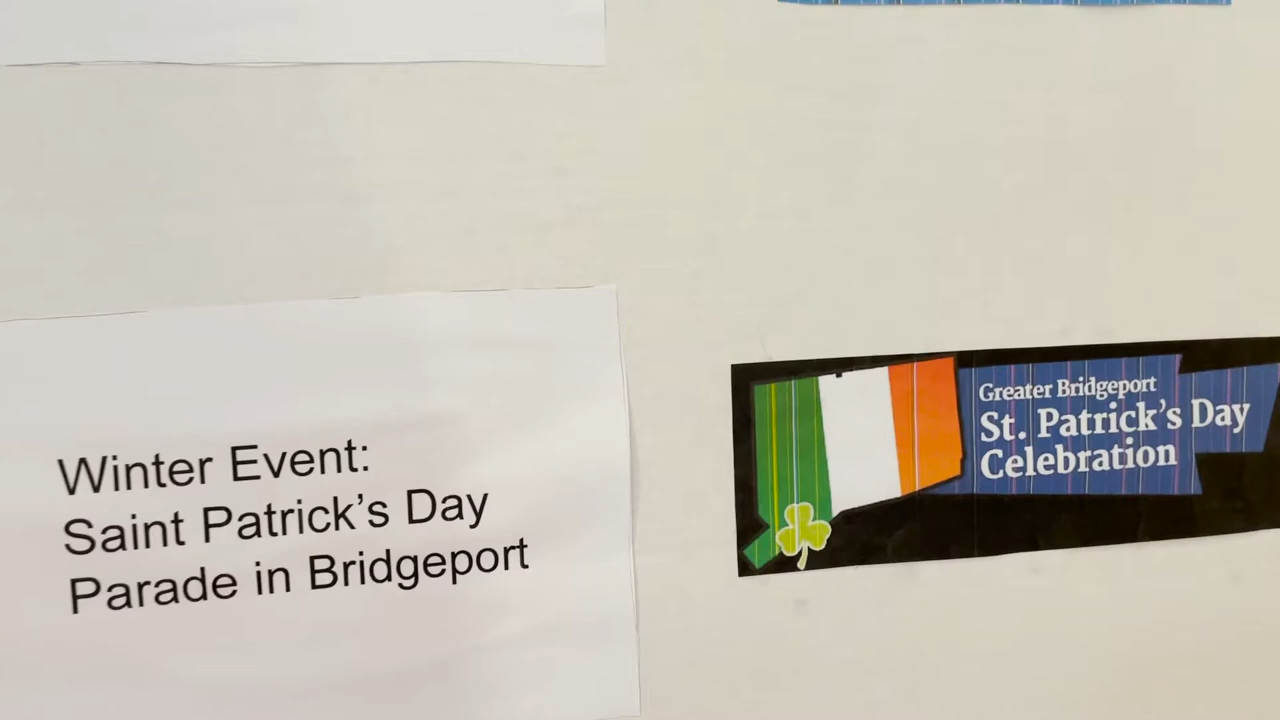 Winter Event:
Saint Patrick's Day
Parade in Bridgeport
Greater Bridgeport
St. Patrick's Day
Celebration